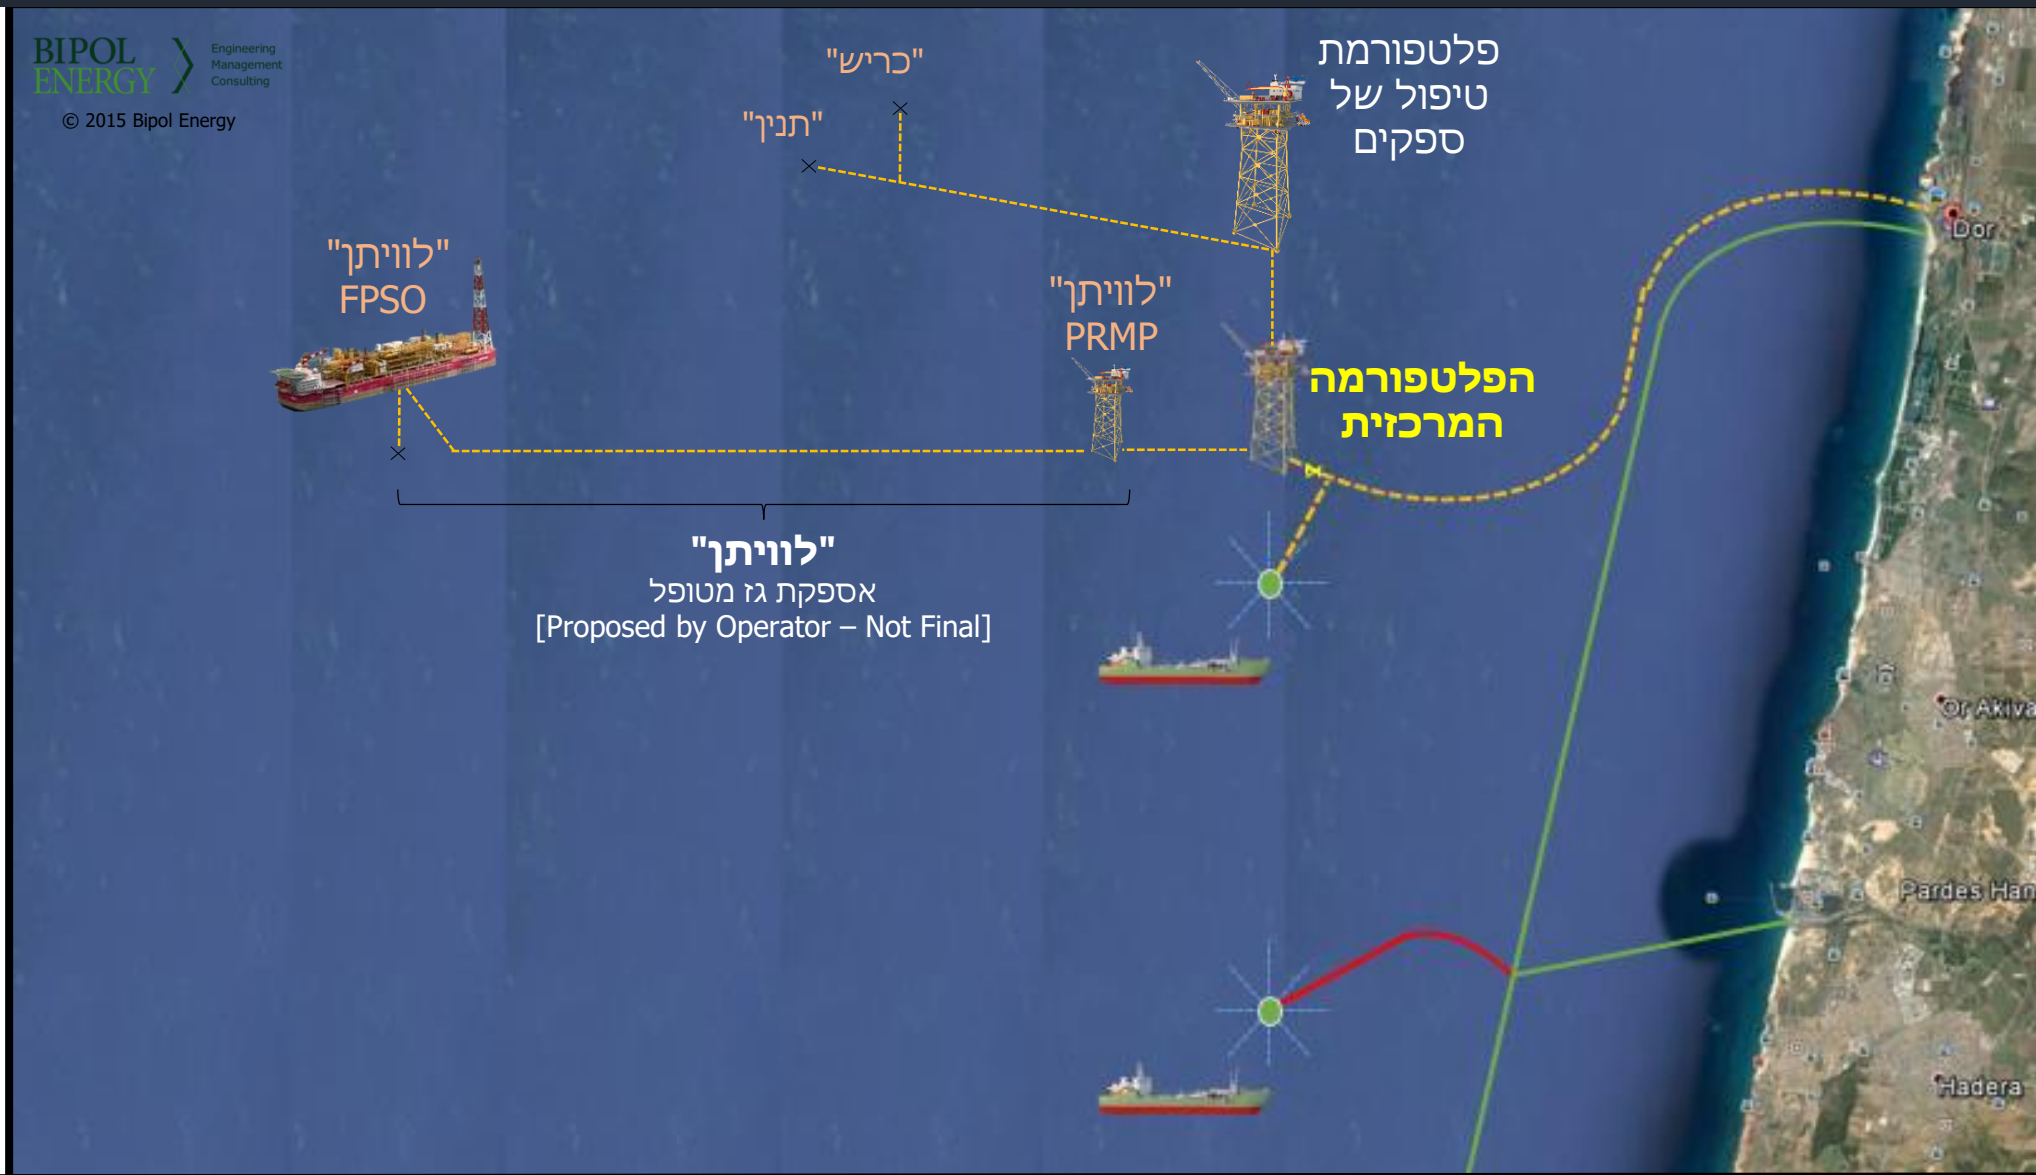 BIPOL
ENERGY
Engineering
Management
Consulting
© 2015 Bipol Energy
"כריש"
"תנין"
פלטפורמת
טיפול של
ספקים
"לוויתן"
FPSO
"לוויתן"
PRMP
הפלטפורמה
המרכזית
"לוויתן"
אספקת גז מטופל
[Proposed by Operator – Not Final]
Dor
Or Akiva
Pardes Han
Hadera